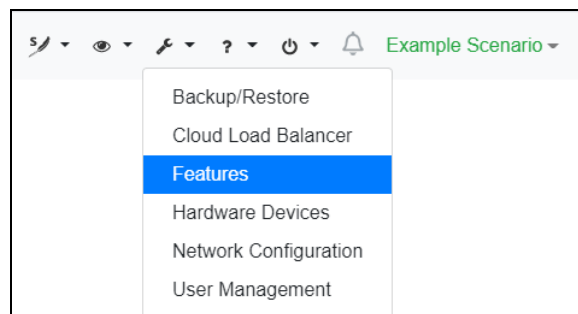 s ? Example Scenario
Backup/Restore
Cloud Load Balancer
Features
Hardware Devices
Network Configuration
User Management